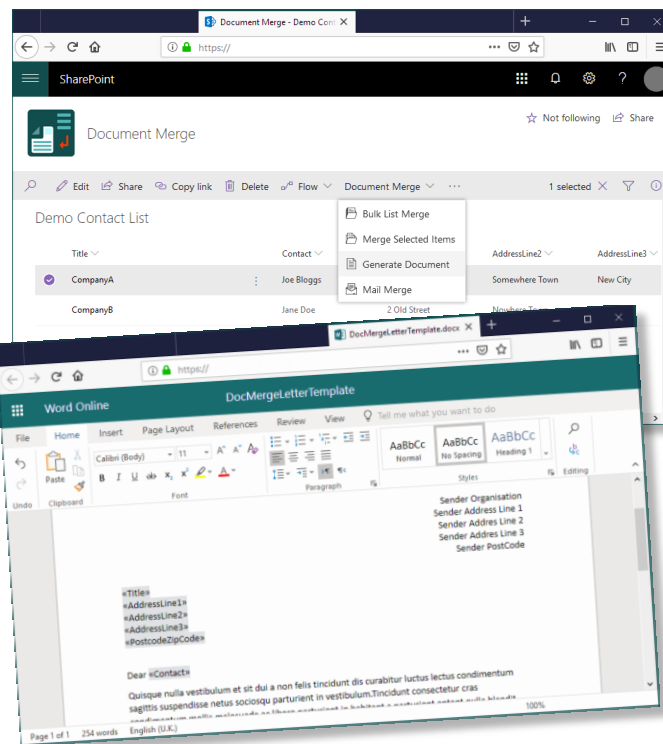 Document Merge - Demo Cont
https://
SharePoint
Not following Share
Document Merge
Edit Share Copy link Delete Flow Document Merge 1 selected
Bulk List Merge
Merge Selected Items
Generate Document
Mail Merge
Demo Contact List
Title Contact AddressLine2 AddressLine3
CompanyA Joe Bloggs Somewhere Town New City
CompanyB Jane Doe 2 Old Street Nowhere
DocMergeLetterTemplate.docx
https://
Word Online DocMergeLetterTemplate
File Home Insert Page Layout References Review View Tell me what you want to do
Calibri (Body) 11
AaBbCc AaBbCc AaBbCc
Normal No Spacing Heading 1
Paste
B I U abc X₂ X² A
Undo Clipboard Font Paragraph Styles Editing
Sender Organisation
Sender Address Line 1
Sender Addres Line 2
Sender Addres Line 3
Sender PostCode
«Title»
«AddressLine1»
«AddressLine2»
«AddressLine3»
«PostcodeZipCode»
Dear «Contact»
Quisque nulla vestibulum et sit dui a non felis tincidunt dis curabitur luctus lectus condimentum
sagittis suspendisse netus sociosqu parturient in vestibulum.Tincidunt consectetur cras
Page 1 of 1 254 words English (U.K.) 100%